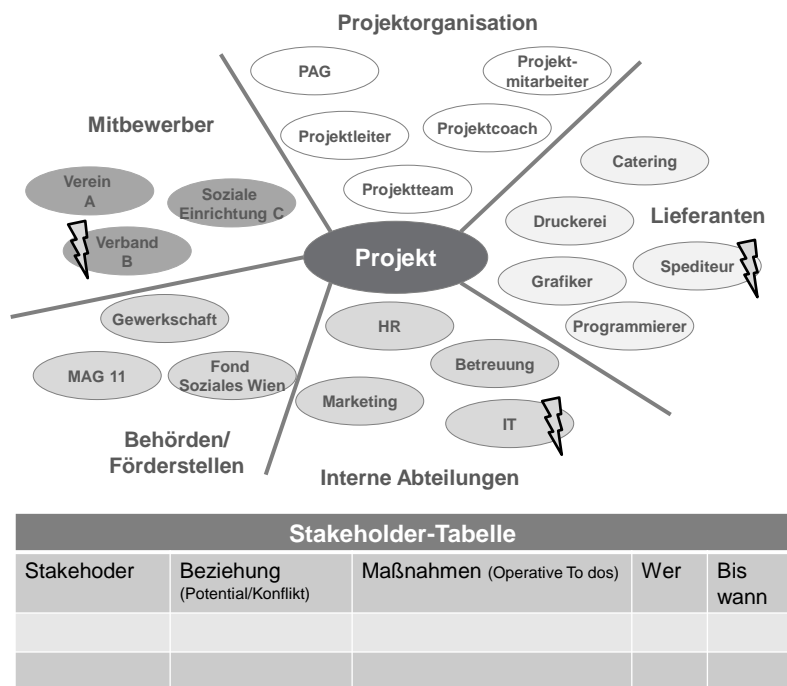 Projektorganisation
PAG
Projekt-
mitarbeiter
Projektleiter
Projektcoach
Projektteam
Mitbewerber
Verein
A
Soziale
Einrichtung C
Verband
B
Catering
Druckerei
Lieferanten
Spediteur
Grafiker
Programmierer
Projekt
Gewerkschaft
MAG 11
Fond
Soziales Wien
Behörden/
Förderstellen
HR
Betreuung
Marketing
IT
Interne Abteilungen
Stakeholder-Tabelle
Stakehoder
Beziehung
(Potential/Konflikt)
Maßnahmen (Operative To dos)
Wer
Bis
wann